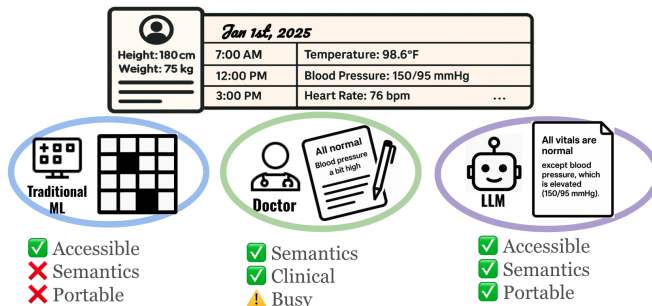 Jan 1st, 2025
Height: 180 cm
Weight: 75 kg
7:00 AM Temperature: 98.6°F
12:00 PM Blood Pressure: 150/95 mmHg
3:00 PM Heart Rate: 76 bpm ...
Traditional
ML
All normal
Blood pressure
a bit high
Doctor
LLM
All vitals are
normal
except blood
pressure, which
is elevated
(150/95 mmHg).
✅ Accessible
❌ Semantics
❌ Portable
✅ Semantics
✅ Clinical
⚠️ Busy
✅ Accessible
✅ Semantics
✅ Portable